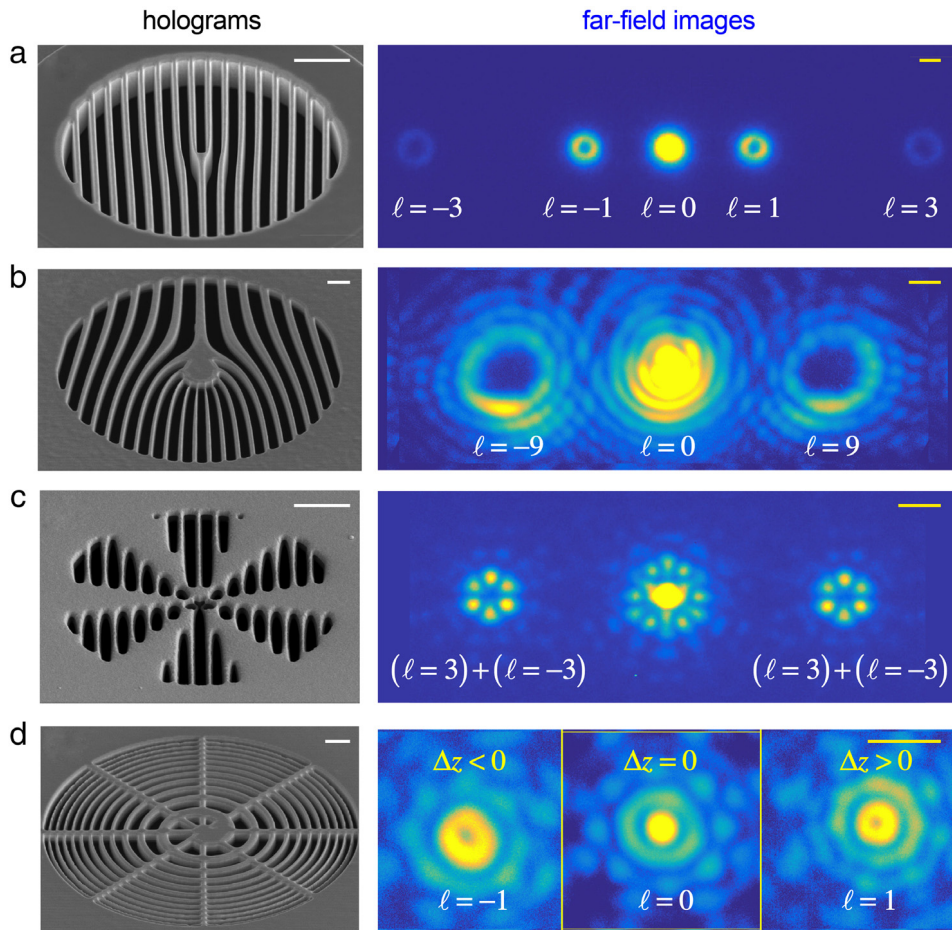 holograms far-field images
a
ℓ = −3 ℓ = −1 ℓ = 0 ℓ = 1 ℓ = 3
b
ℓ = −9 ℓ = 0 ℓ = 9
c
(ℓ = 3) + (ℓ = −3) (ℓ = 3) + (ℓ = −3)
d
Δz < 0 Δz = 0 Δz > 0
ℓ = −1 ℓ = 0 ℓ = 1